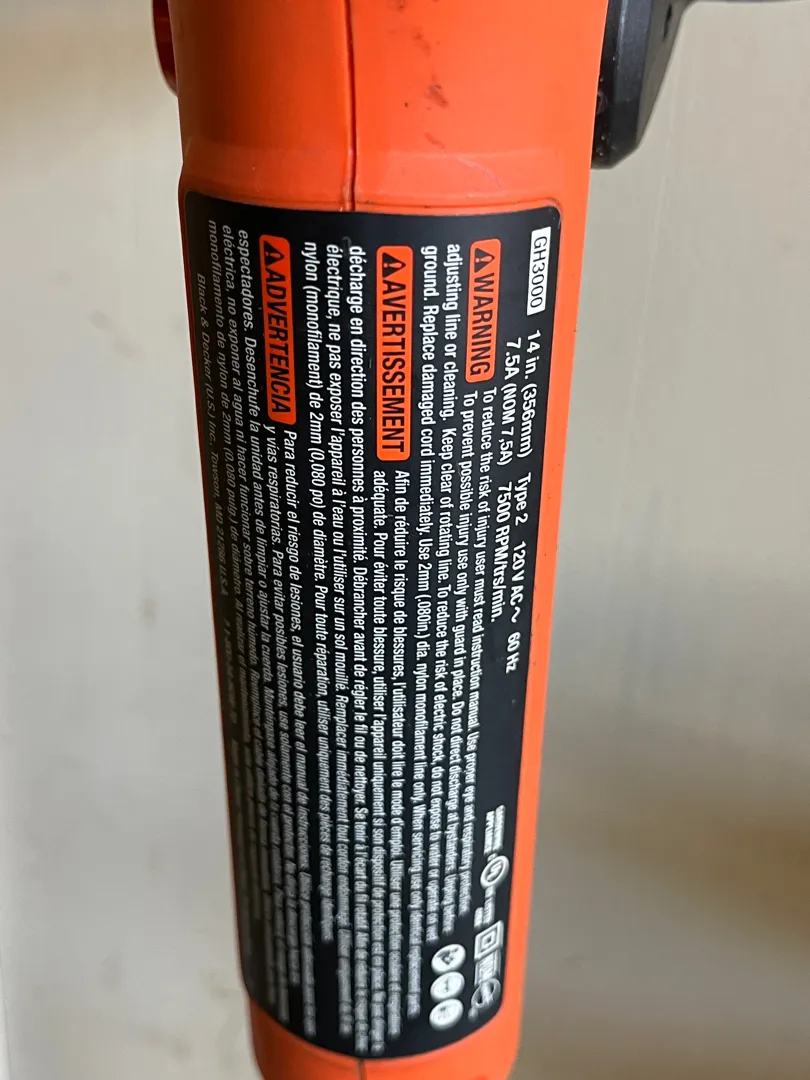 GH3000 14 in. (356mm) Type 2 120 V AC~ 60 Hz
7.5A (NOM 7,5A) 7500 RPM/trs/min.
WARNING To reduce the risk of injury user must read instruction manual. Use proper eye and respiratory protection.
To prevent possible injury use only with guard in place. Do not direct discharge at bystanders. Unplug before
adjusting line or cleaning. Keep clear of rotating line. To reduce the risk of electric shock, do not expose to water or operate on wet
ground. Replace damaged cord immediately. Use 2mm (.080in.) dia. nylon monofilament line only. When servicing use only identical replacement parts.
AVERTISSEMENT Afin de réduire le risque de blessures, l'utilisateur doit lire le mode d'emploi. Utiliser une protection oculaire et respiratoire
adéquate. Pour éviter toute blessure, utiliser l'appareil uniquement si son dispositif de protection est en place.
décharge en direction des personnes à proximité. Débrancher avant de régler le fil ou de nettoyer. Se tenir à l'écart du fil rotatif. Afin de réduire le risque de
électrique, ne pas exposer l'appareil à l'eau ou l'utiliser sur un sol mouillé. Remplacer immédiatement tout cordon endommagé. Utiliser uniquement
nylon (monofilament) de 2mm (0,080 po) de diamètre. Pour toute réparation, utiliser uniquement des pièces de rechange identiques.
ADVERTENCIA Para reducir el riesgo de lesiones, el usuario debe leer el manual de instrucciones.
y vías respiratorias. Para evitar posibles lesiones, use solamente con el protector
espectadores. Desenchufe la unidad antes de limpiar o ajustar la cuerda. Manténgase alejado de
eléctrica, no exponer al agua ni hacer funcionar sobre terreno húmedo. Reemplace el cable
monofilamento de nylon de 2mm (0,080 pulg.) de diámetro. Al realizar el
Black & Decker (U.S.) Inc., Towson, MD 21286 U.S.A.